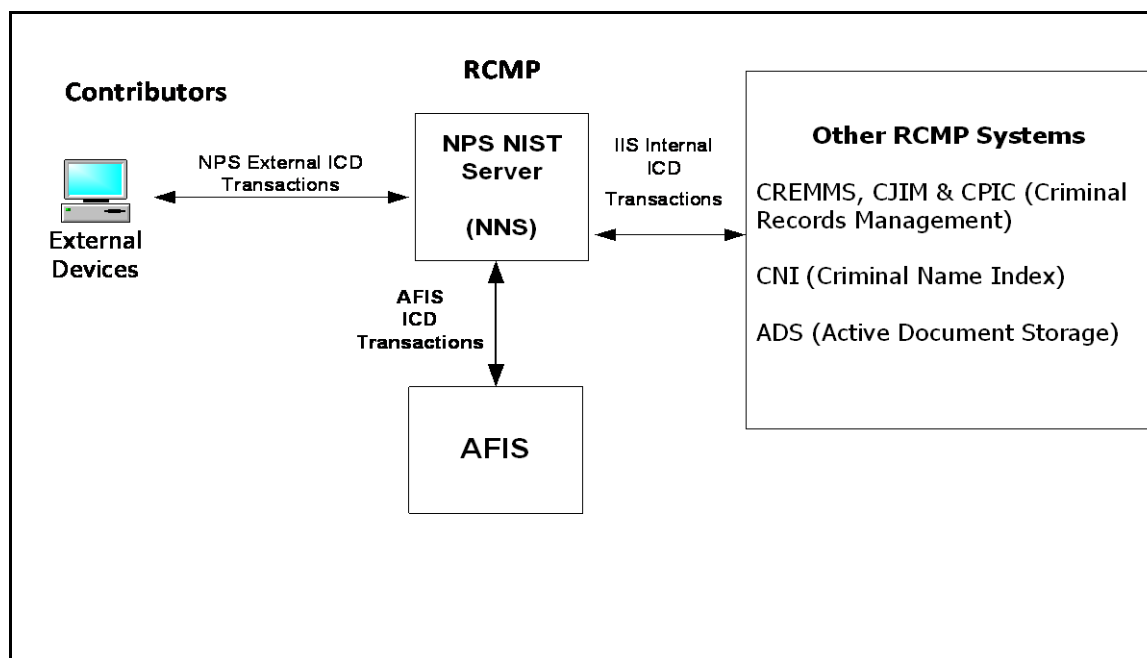 Contributors
RCMP
External
Devices
NPS External ICD
Transactions
NPS NIST
Server
(NNS)
IIS Internal
ICD
Transactions
AFIS
ICD
Transactions
AFIS
Other RCMP Systems
CREMMS, CJIM & CPIC (Criminal
Records Management)
CNI (Criminal Name Index)
ADS (Active Document Storage)